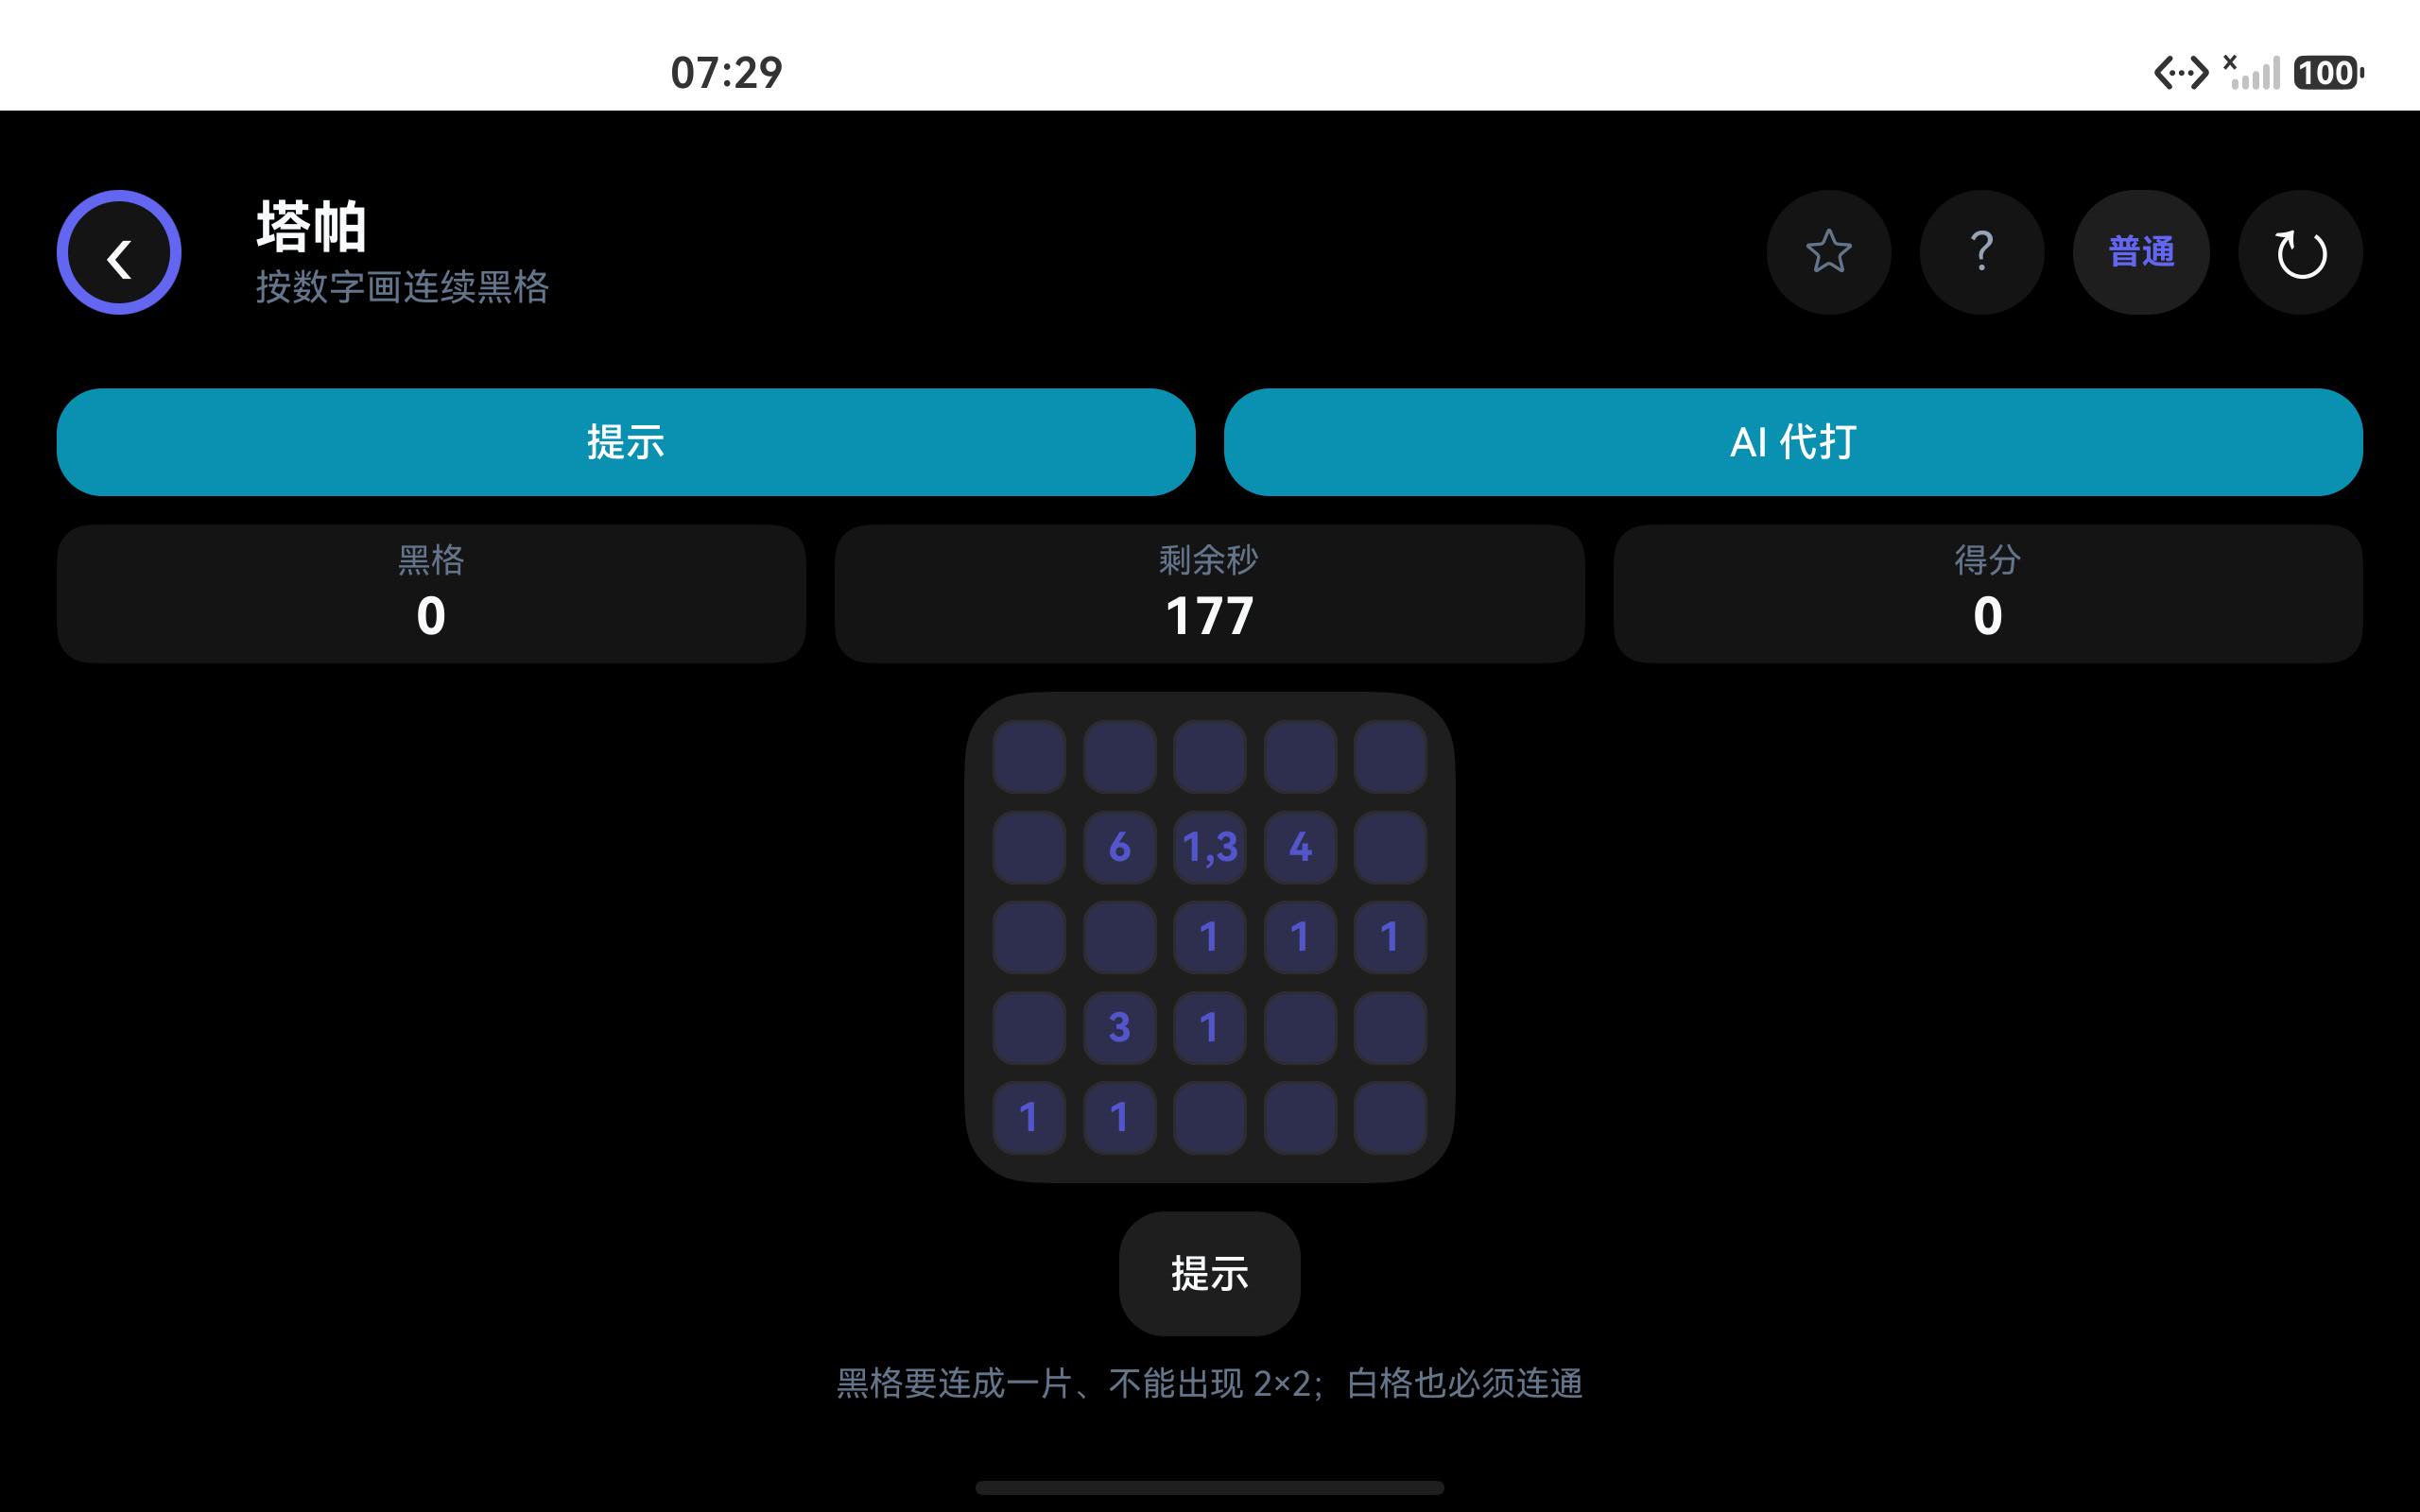 07:29
100
塔帕
按数字画连续黑格
?
普通
提示
AI 代打
黑格
0
剩余秒
177
得分
0
6 1,3 4
1 1 1
3 1
1 1
提示
黑格要连成一片、不能出现 2×2；白格也必须连通